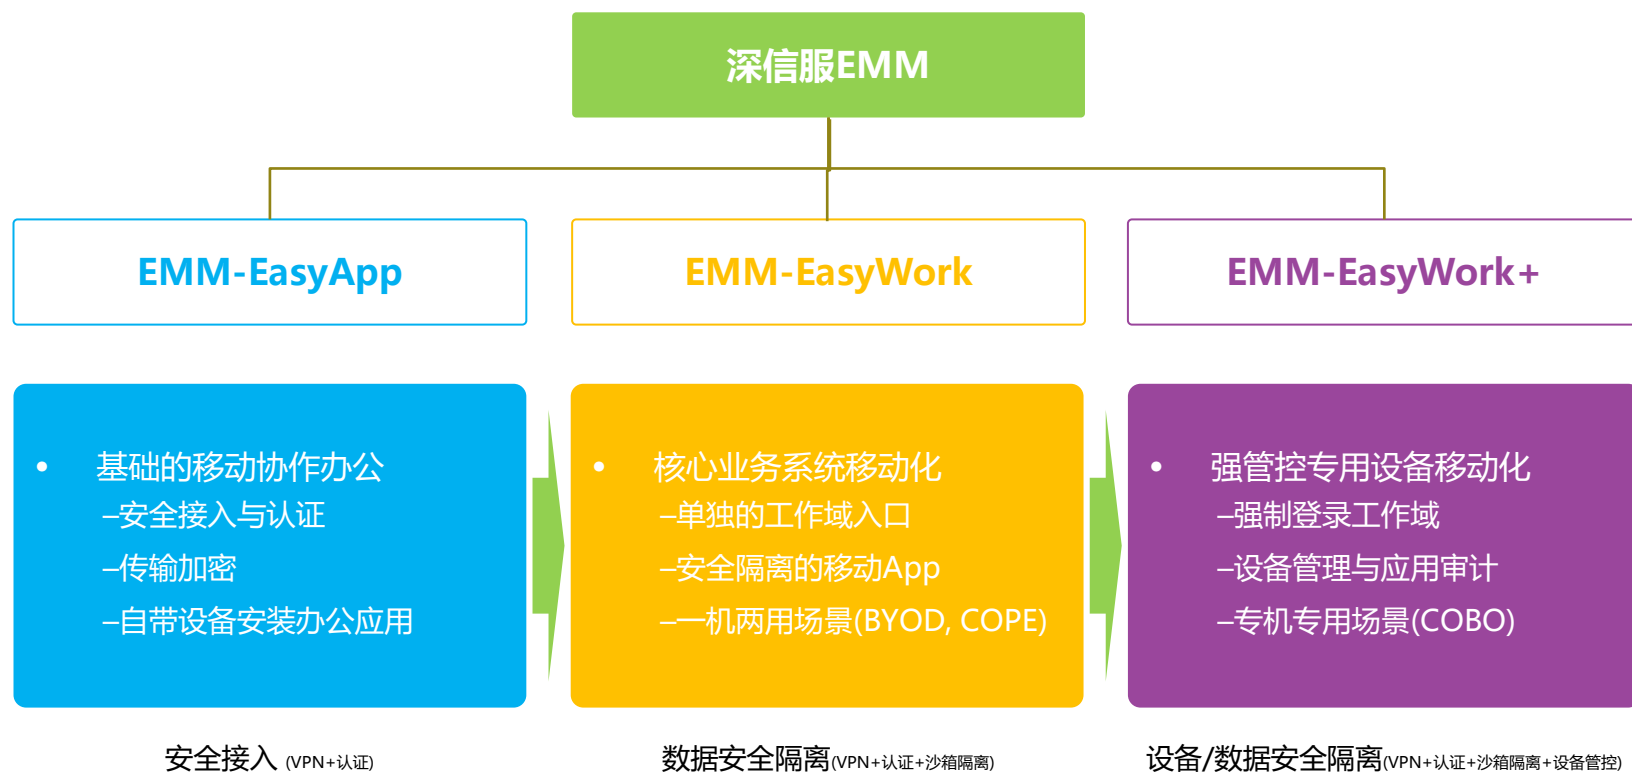 深信服EMM
EMM-EasyApp
EMM-EasyWork
EMM-EasyWork+
• 基础的移动协作办公
–安全接入与认证
–传输加密
–自带设备安装办公应用
• 核心业务系统移动化
–单独的工作域入口
–安全隔离的移动App
–一机两用场景(BYOD, COPE)
• 强管控专用设备移动化
–强制登录工作域
–设备管理与应用审计
–专机专用场景(COBO)
安全接入 (VPN+认证)
数据安全隔离(VPN+认证+沙箱隔离)
设备/数据安全隔离(VPN+认证+沙箱隔离+设备管控)